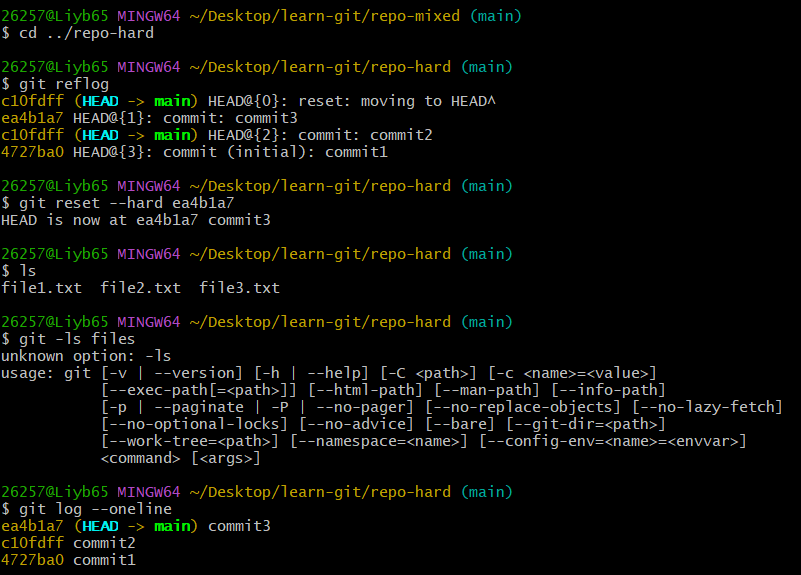 26257@Liyb65 MINGW64 ~/Desktop/learn-git/repo-mixed (main)
$ cd ../repo-hard
26257@Liyb65 MINGW64 ~/Desktop/learn-git/repo-hard (main)
$ git reflog
c10fdff (HEAD -> main) HEAD@{0}: reset: moving to HEAD^
ea4b1a7 HEAD@{1}: commit: commit3
c10fdff (HEAD -> main) HEAD@{2}: commit: commit2
4727ba0 HEAD@{3}: commit (initial): commit1
26257@Liyb65 MINGW64 ~/Desktop/learn-git/repo-hard (main)
$ git reset --hard ea4b1a7
HEAD is now at ea4b1a7 commit3
26257@Liyb65 MINGW64 ~/Desktop/learn-git/repo-hard (main)
$ ls
file1.txt  file2.txt  file3.txt
26257@Liyb65 MINGW64 ~/Desktop/learn-git/repo-hard (main)
$ git -ls files
unknown option: -ls
usage: git [-v | --version] [-h | --help] [-C <path>] [-c <name>=<value>]
           [--exec-path[=<path>]] [--html-path] [--man-path] [--info-path]
           [-p | --paginate | -P | --no-pager] [--no-replace-objects] [--no-lazy-fetch]
           [--no-optional-locks] [--no-advice] [--bare] [--git-dir=<path>]
           [--work-tree=<path>] [--namespace=<name>] [--config-env=<name>=<envvar>]
           <command> [<args>]
26257@Liyb65 MINGW64 ~/Desktop/learn-git/repo-hard (main)
$ git log --oneline
ea4b1a7 (HEAD -> main) commit3
c10fdff commit2
4727ba0 commit1